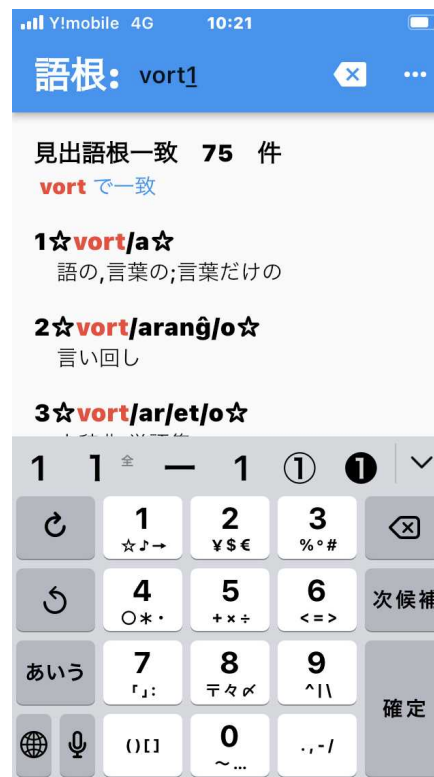 Y!mobile 4G 10:21
語根: vort1
見出語根一致 75 件
vort で一致
1☆vort/a☆
語の,言葉の;言葉だけの
2☆vort/aranĝ/o☆
言い回し
3☆vort/ar/et/o☆
1 1 全 一 1 ① ❶
1 2 3
☆♪→ ¥$€ %°#
4 5 6 次候補
○*・ +×÷ <=>
あいう 7 8 9
「」: 〒々〆 ^|\
確定
()[] 0 .,-/
~…